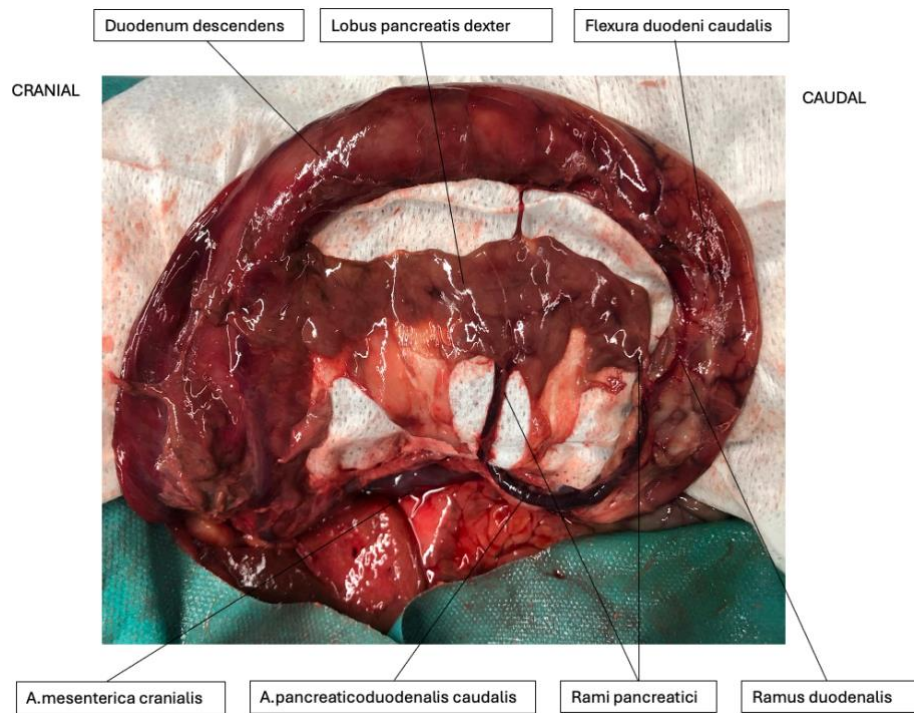 Duodenum descendens
Lobus pancreatis dexter
Flexura duodeni caudalis
CRANIAL
CAUDAL
A.mesenterica cranialis
A.pancreaticoduodenalis caudalis
Rami pancreatici
Ramus duodenalis